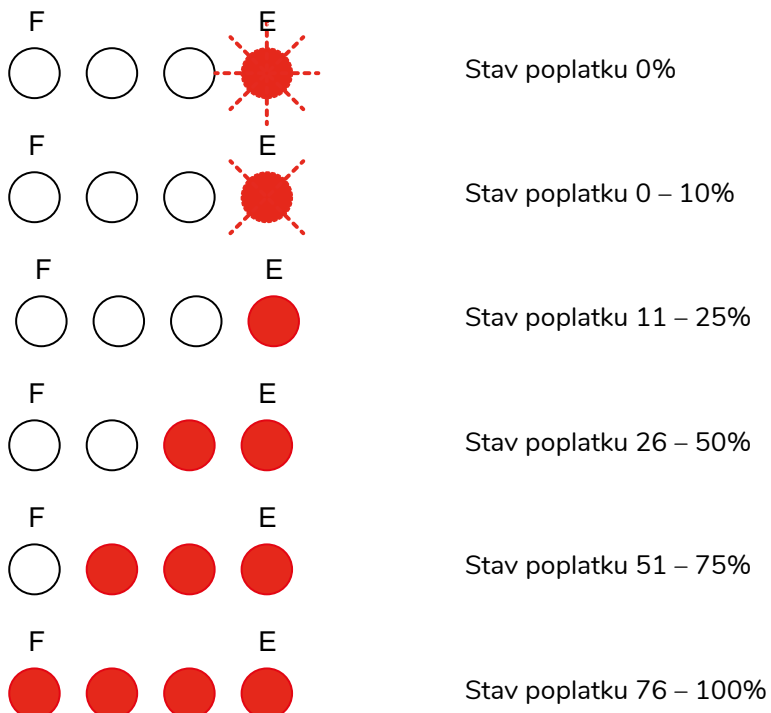 F E
Stav poplatku 0%
F E
Stav poplatku 0 – 10%
F E
Stav poplatku 11 – 25%
F E
Stav poplatku 26 – 50%
F E
Stav poplatku 51 – 75%
F E
Stav poplatku 76 – 100%